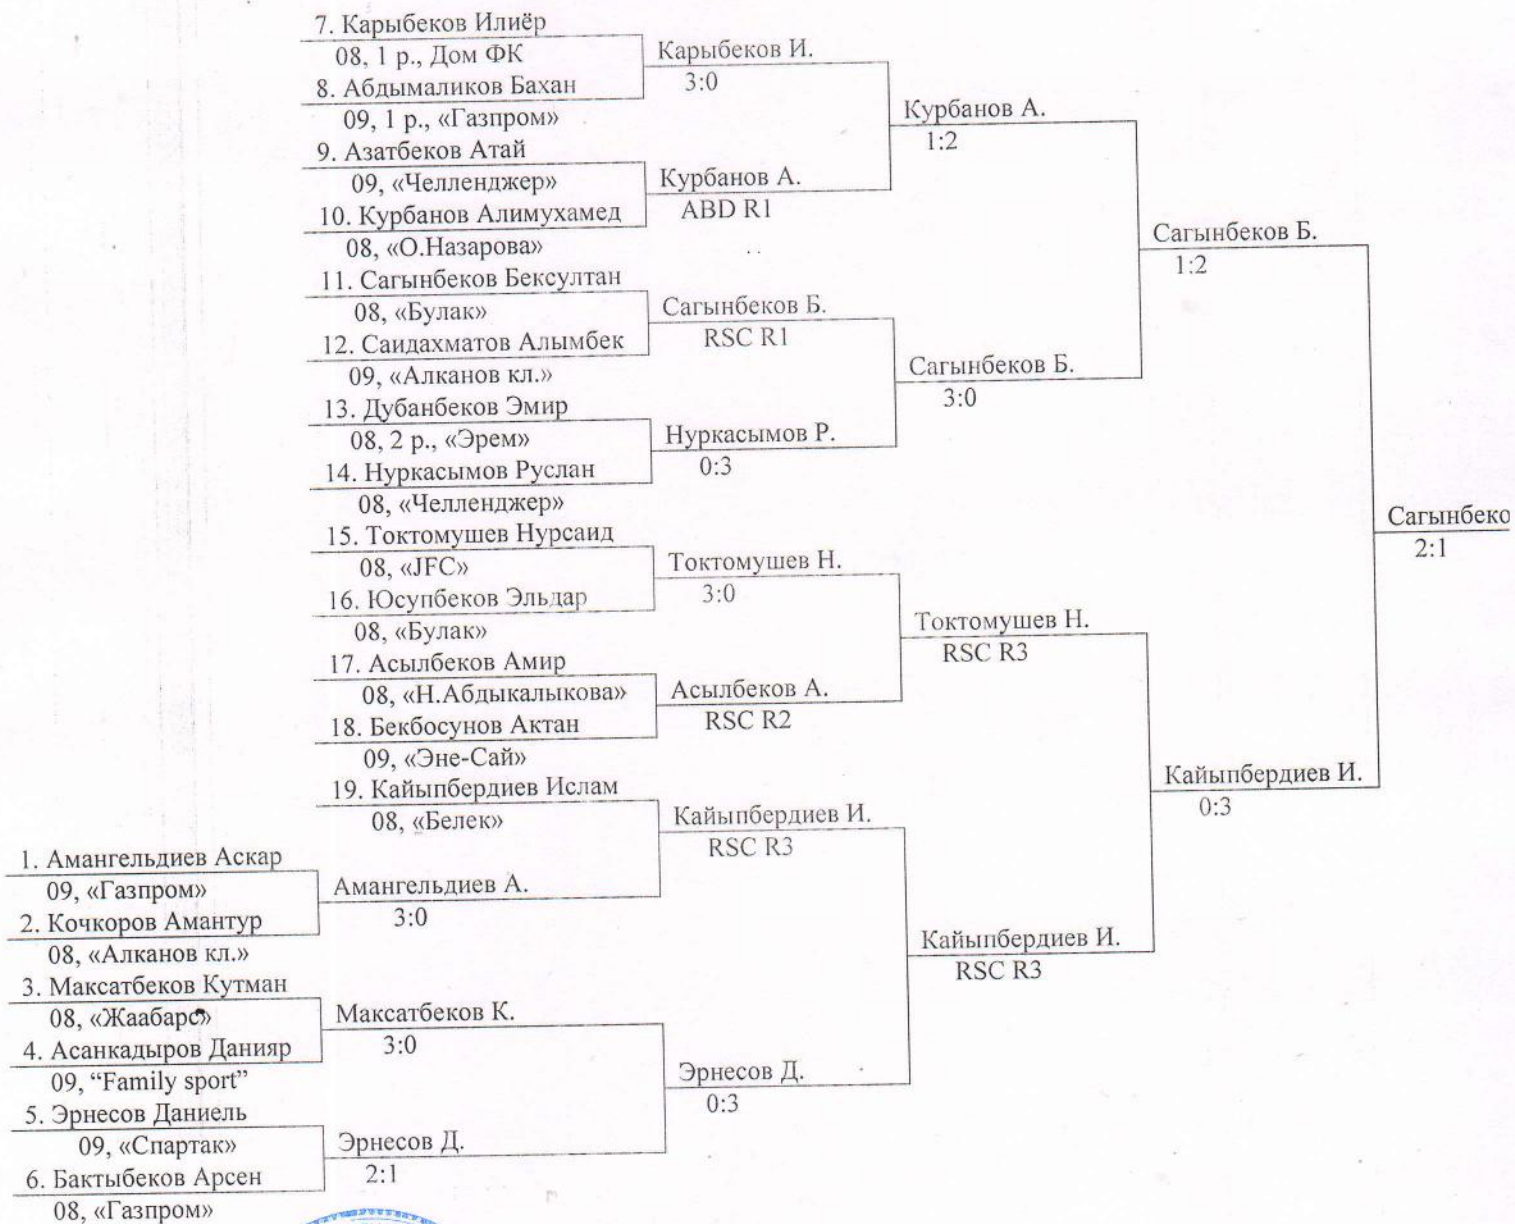 7. Карыбеков Илиёр
08, 1 р., Дом ФК
8. Абдымаликов Бахан
09, 1 р., «Газпром»
9. Азатбеков Атай
09, «Челленджер»
10. Курбанов Алимухамед
08, «О.Назарова»
11. Сагынбеков Бексултан
08, «Булак»
12. Саидахматов Алымбек
09, «Алканов кл.»
13. Дубанбеков Эмир
08, 2 р., «Эрем»
14. Нуркасымов Руслан
08, «Челленджер»
15. Токтомушев Нурсаид
08, «JFC»
16. Юсупбеков Эльдар
08, «Булак»
17. Асылбеков Амир
08, «Н.Абдыкалыкова»
18. Бекбосунов Актан
09, «Эне-Сай»
19. Кайыпбердиев Ислам
08, «Белек»
1. Амангельдиев Аскар
09, «Газпром»
2. Кочкоров Амантур
08, «Алканов кл.»
3. Максатбеков Кутман
08, «Жаабарс»
4. Асанкадыров Данияр
09, “Family sport”
5. Эрнесов Даниель
09, «Спартак»
6. Бактыбеков Арсен
08, «Газпром»
Амангельдиев А.
3:0
Максатбеков К.
3:0
Эрнесов Д.
2:1
Карыбеков И.
3:0
Курбанов А.
ABD R1
Сагынбеков Б.
RSC R1
Нуркасымов Р.
0:3
Токтомушев Н.
3:0
Асылбеков А.
RSC R2
Кайыпбердиев И.
RSC R3
Эрнесов Д.
0:3
Курбанов А.
1:2
Сагынбеков Б.
3:0
Токтомушев Н.
RSC R3
Кайыпбердиев И.
RSC R3
Сагынбеков Б.
1:2
Кайыпбердиев И.
0:3
Сагынбеко
2:1